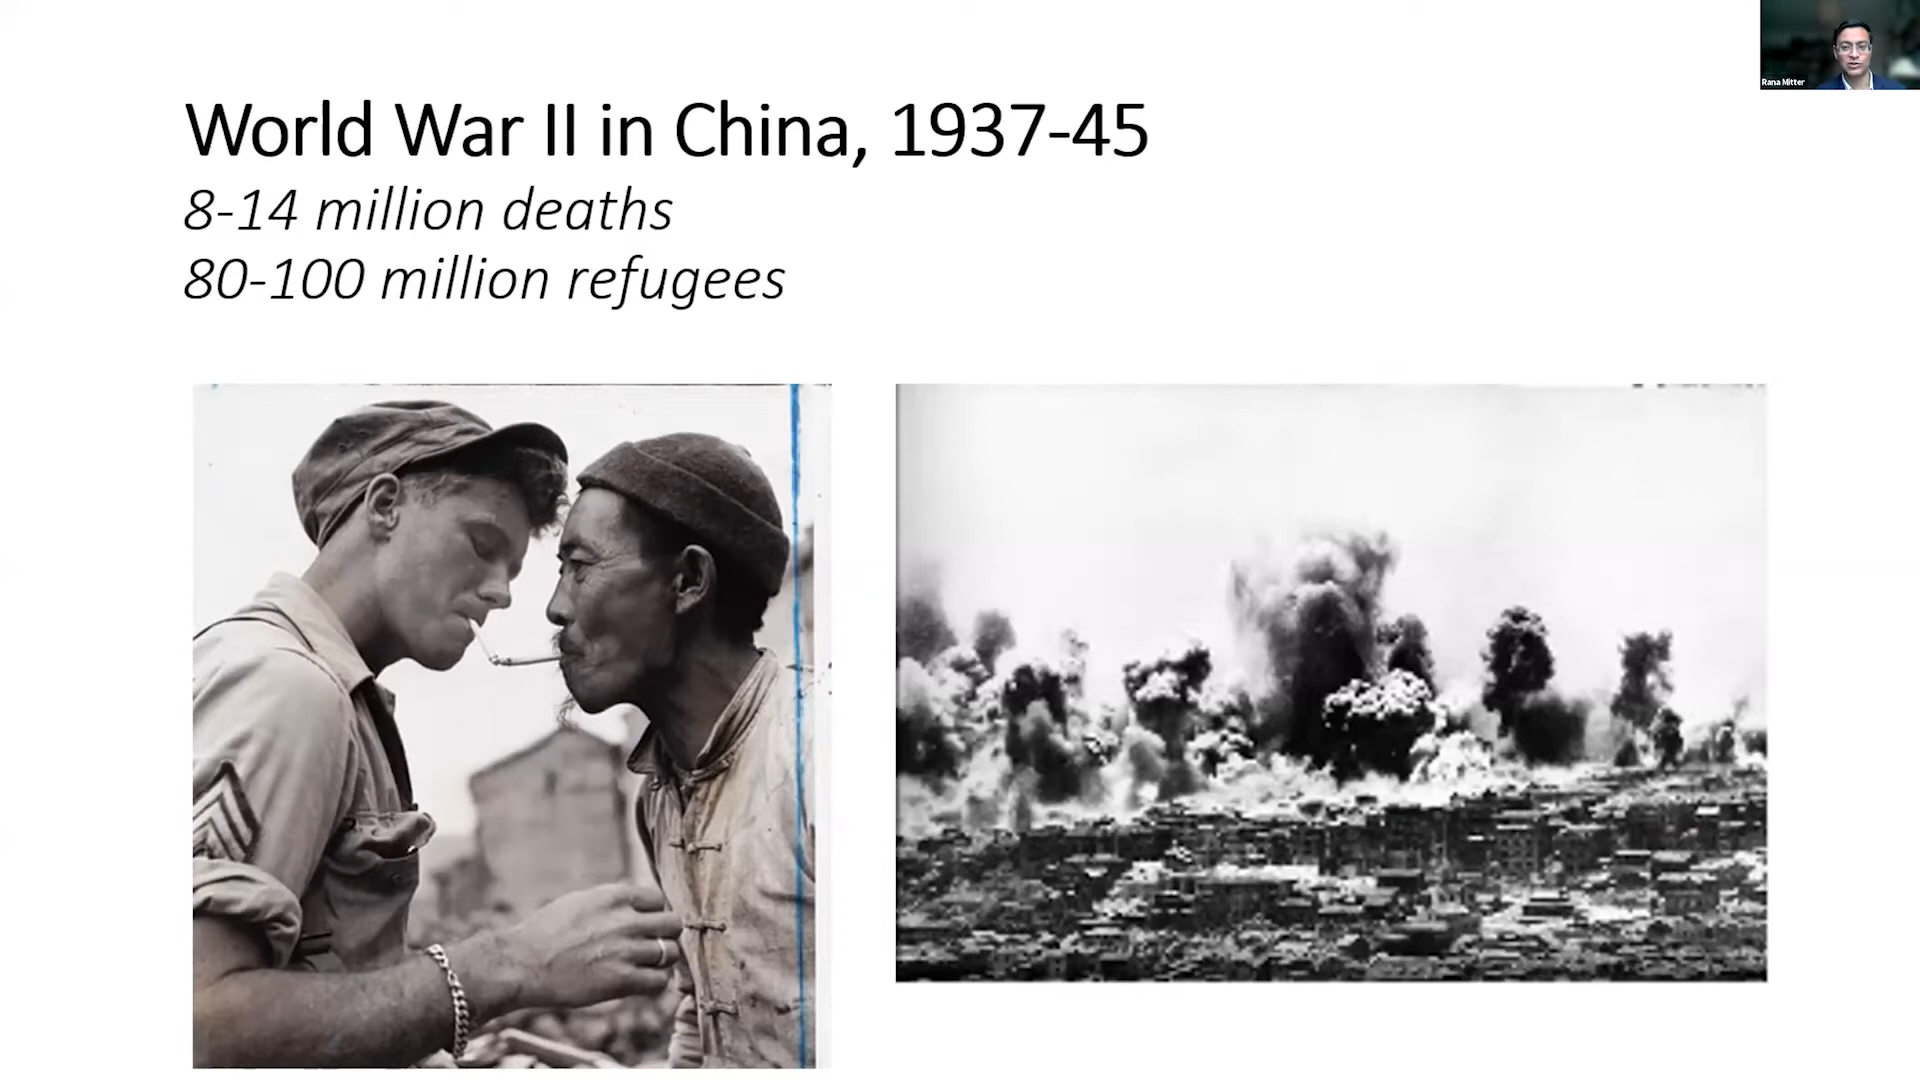 World War II in China, 1937-45
8-14 million deaths
80-100 million refugees
Rana Mitter